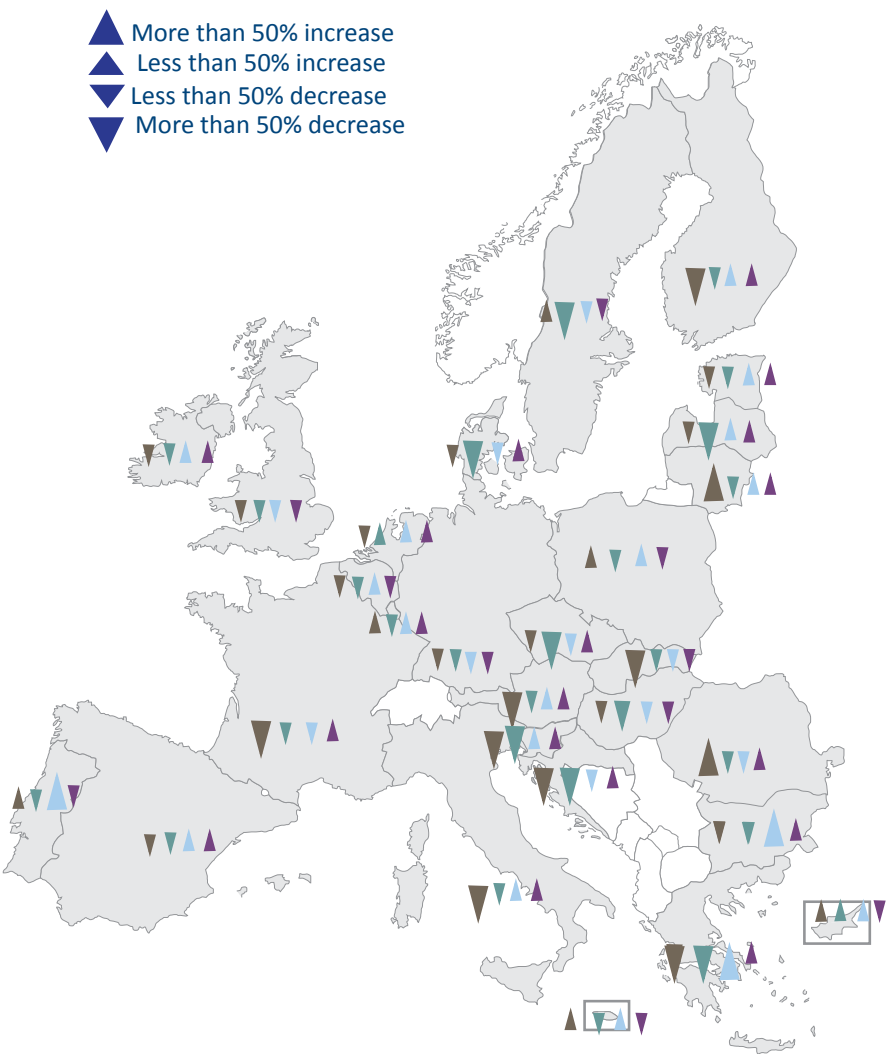 More than 50% increase
Less than 50% increase
Less than 50% decrease
More than 50% decrease